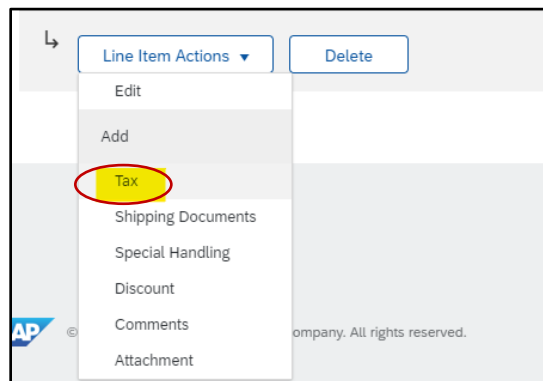 Line Item Actions ▼ Delete
Edit
Add
Tax
Shipping Documents
Special Handling
Discount
Comments
AP © ompany. All rights reserved.
Attachment